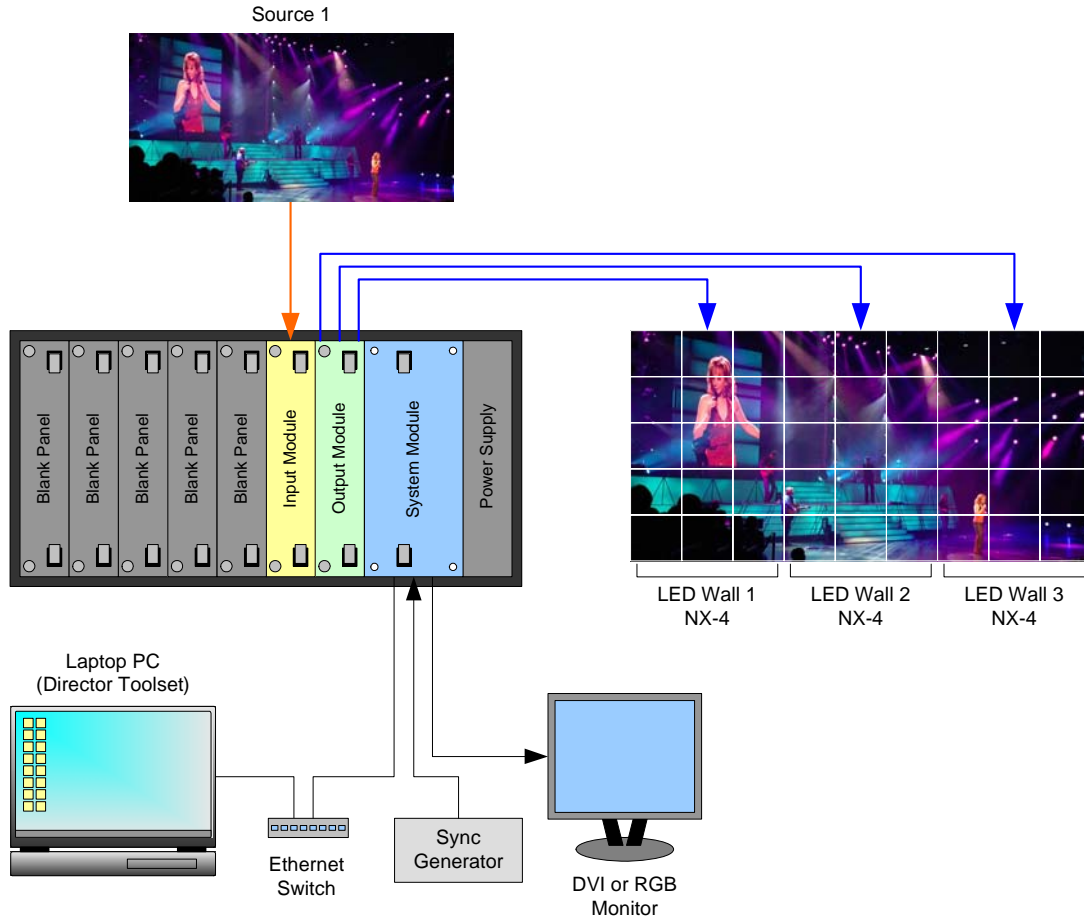 Source 1
Blank Panel
Blank Panel
Blank Panel
Blank Panel
Blank Panel
Input Module
Output Module
System Module
Power Supply
LED Wall 1
NX-4
LED Wall 2
NX-4
LED Wall 3
NX-4
Laptop PC
(Director Toolset)
Ethernet
Switch
Sync
Generator
DVI or RGB
Monitor